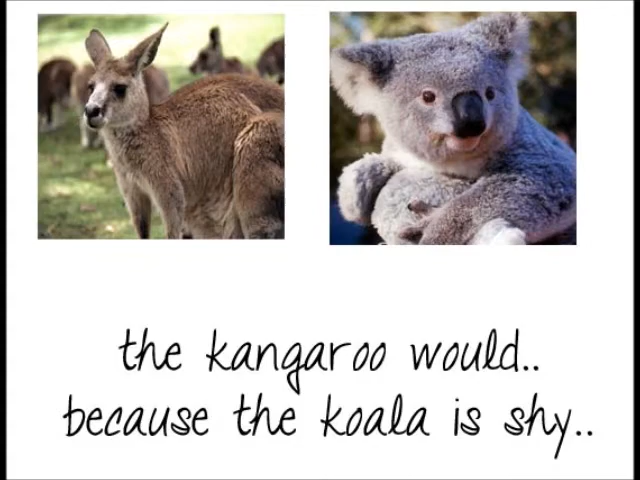 the kangaroo would..
because the koala is shy..